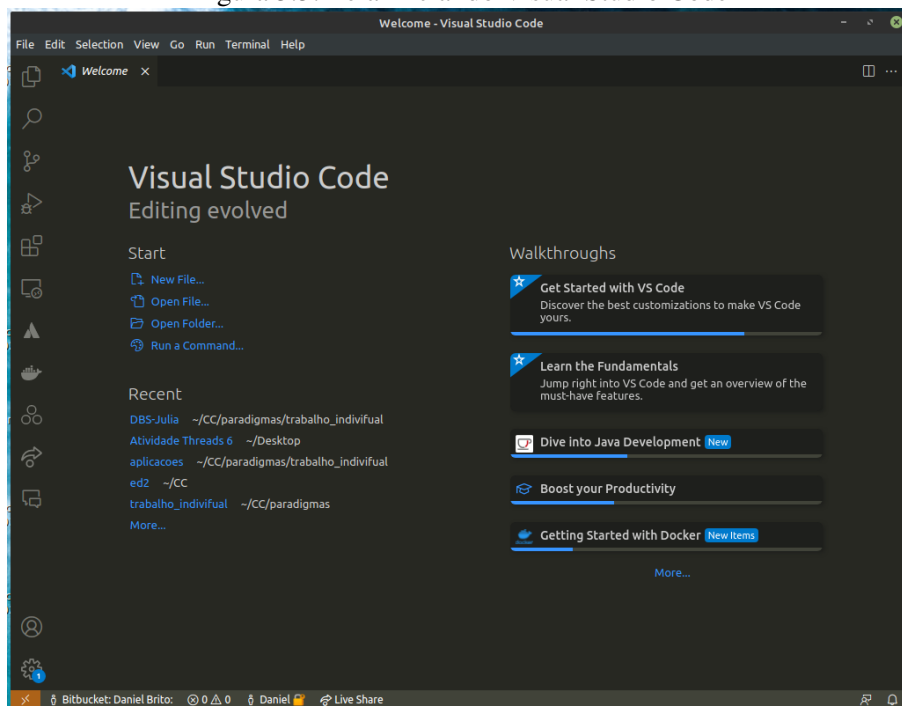 Welcome - Visual Studio Code
File Edit Selection View Go Run Terminal Help
Welcome
Visual Studio Code
Editing evolved
Start
New File...
Open File...
Open Folder...
Run a Command...
Recent
DBS-Julia ~/CC/paradigmas/trabalho_indivifual
Atividade Threads 6 ~/Desktop
aplicacoes ~/CC/paradigmas/trabalho_indivifual
ed2 ~/CC
trabalho_indivifual ~/CC/paradigmas
More...
Walkthroughs
Get Started with VS Code
Discover the best customizations to make VS Code
yours.
Learn the Fundamentals
Jump right into VS Code and get an overview of the
must-have features.
Dive into Java Development New
Boost your Productivity
Getting Started with Docker New Items
More...
1
Bitbucket: Daniel Brito: 0 0 Daniel Live Share